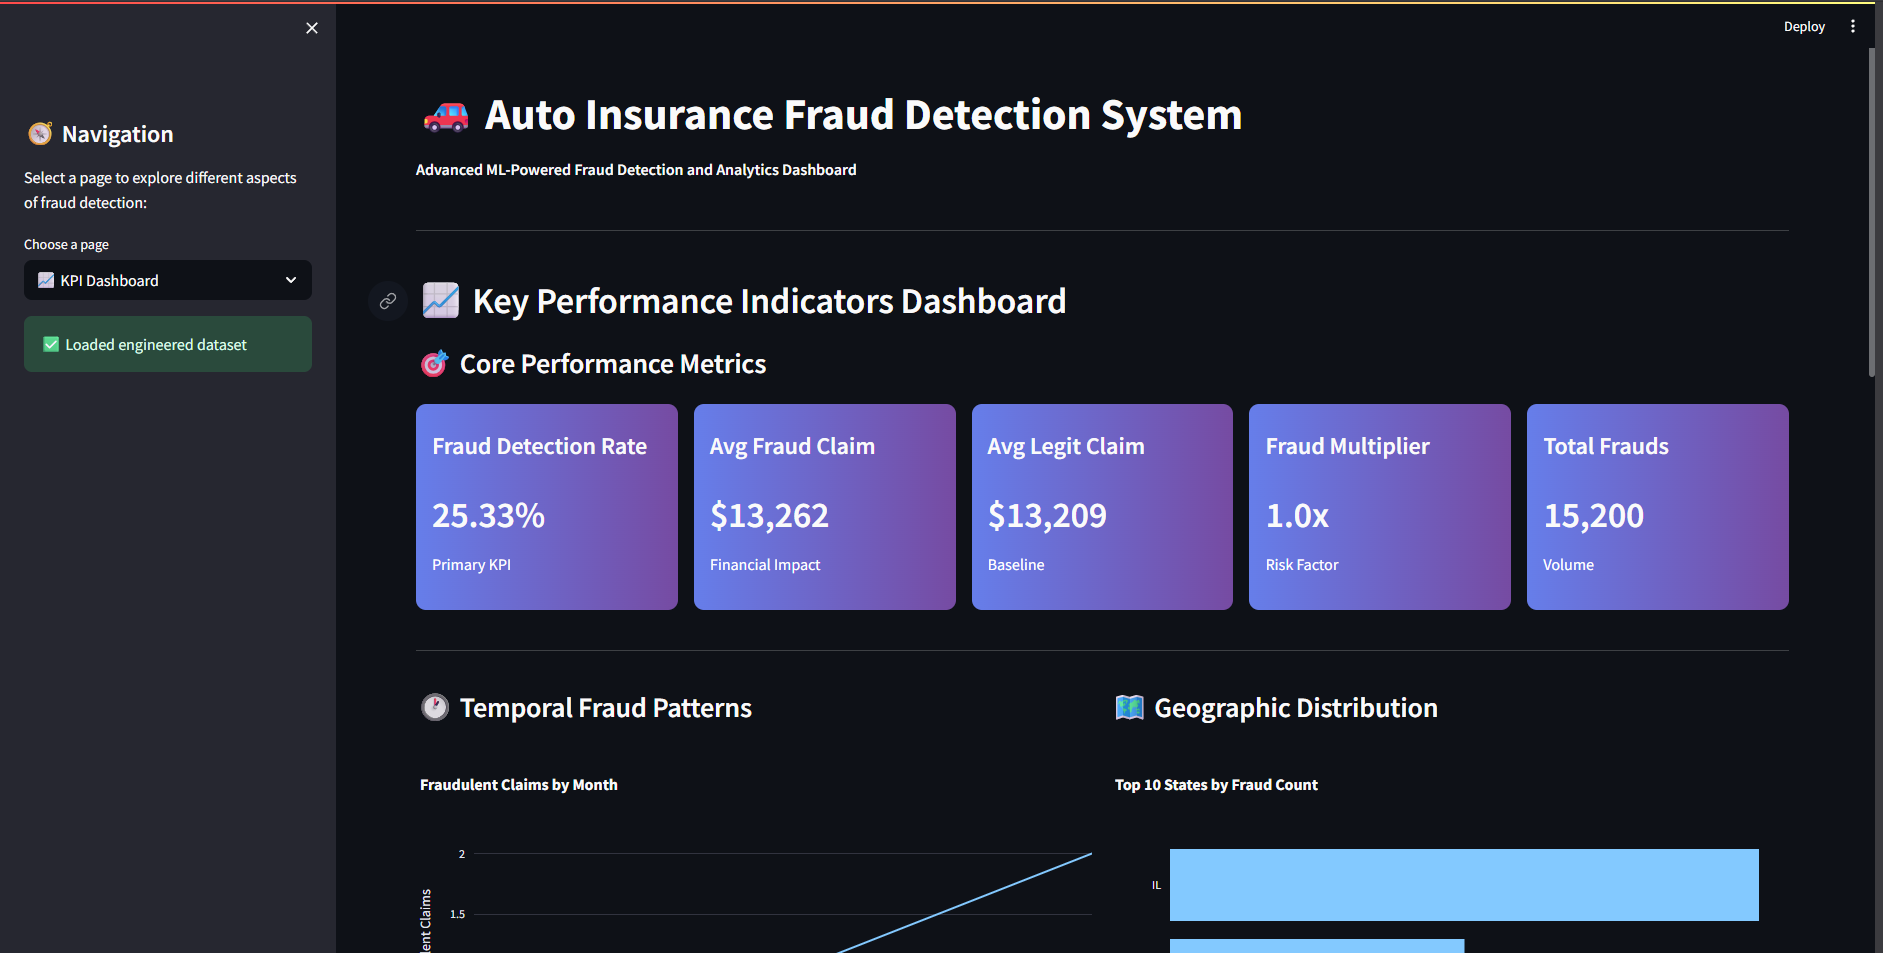 Deploy
Navigation
Select a page to explore different aspects
of fraud detection:
Choose a page
KPI Dashboard
Loaded engineered dataset
Auto Insurance Fraud Detection System
Advanced ML-Powered Fraud Detection and Analytics Dashboard
Key Performance Indicators Dashboard
Core Performance Metrics
Fraud Detection Rate
25.33%
Primary KPI
Avg Fraud Claim
$13,262
Financial Impact
Avg Legit Claim
$13,209
Baseline
Fraud Multiplier
1.0x
Risk Factor
Total Frauds
15,200
Volume
Temporal Fraud Patterns
Fraudulent Claims by Month
2
1.5
Claims
Geographic Distribution
Top 10 States by Fraud Count
IL